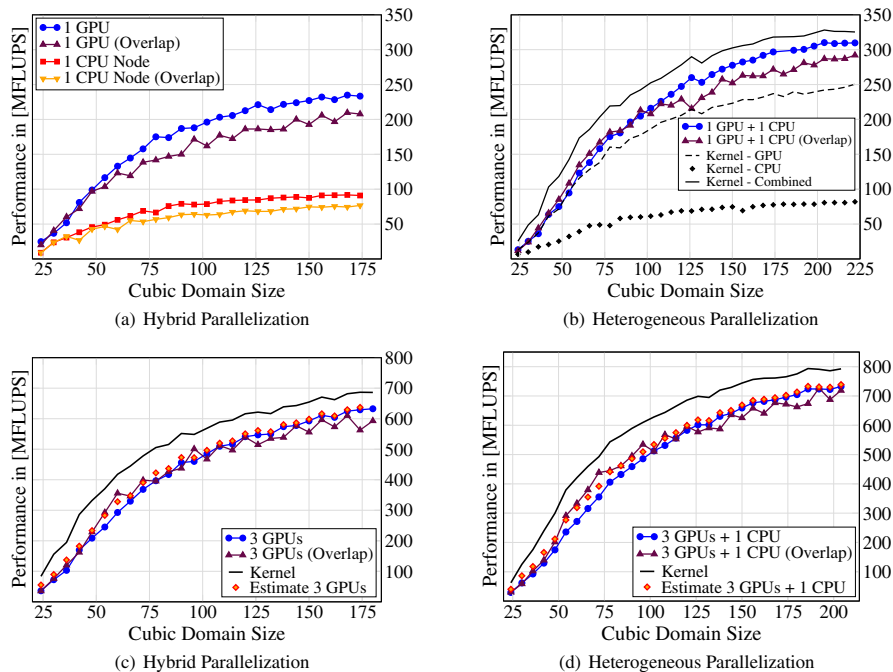 350
300
250
200
150
100
50
Performance in [MFLUPS]
1 GPU
1 GPU (Overlap)
1 CPU Node
1 CPU Node (Overlap)
25 50 75 100 125 150 175
Cubic Domain Size
(a) Hybrid Parallelization
350
300
250
200
150
100
50
Performance in [MFLUPS]
1 GPU + 1 CPU
1 GPU + 1 CPU (Overlap)
Kernel - GPU
Kernel - CPU
Kernel - Combined
25 50 75 100 125 150 175 200 225
Cubic Domain Size
(b) Heterogeneous Parallelization
800
700
600
500
400
300
200
100
Performance in [MFLUPS]
3 GPUs
3 GPUs (Overlap)
Kernel
Estimate 3 GPUs
25 50 75 100 125 150 175
Cubic Domain Size
(c) Hybrid Parallelization
800
700
600
500
400
300
200
100
Performance in [MFLUPS]
3 GPUs + 1 CPU
3 GPUs + 1 CPU (Overlap)
Kernel
Estimate 3 GPUs + 1 CPU
25 50 75 100 125 150 175 200
Cubic Domain Size
(d) Heterogeneous Parallelization